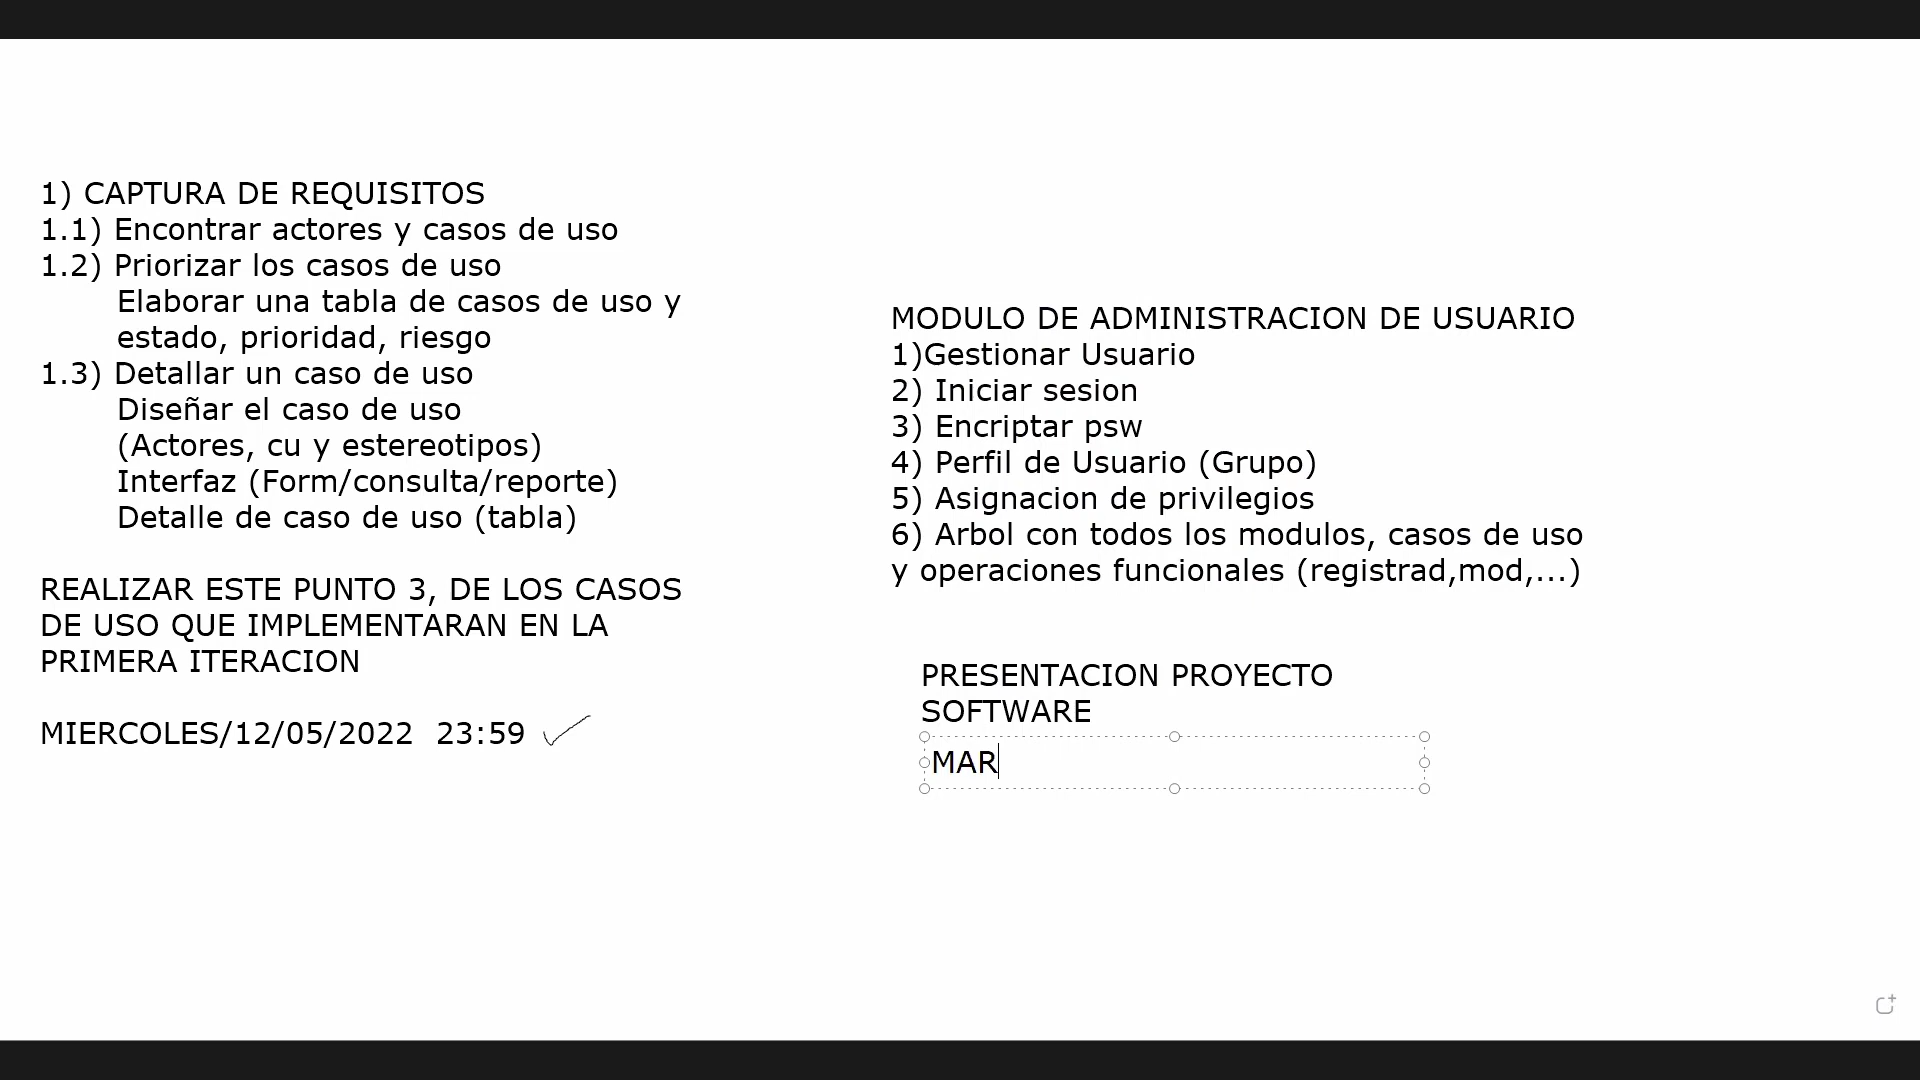 1) CAPTURA DE REQUISITOS
1.1) Encontrar actores y casos de uso
1.2) Priorizar los casos de uso
Elaborar una tabla de casos de uso y
estado, prioridad, riesgo
1.3) Detallar un caso de uso
Diseñar el caso de uso
(Actores, cu y estereotipos)
Interfaz (Form/consulta/reporte)
Detalle de caso de uso (tabla)
REALIZAR ESTE PUNTO 3, DE LOS CASOS
DE USO QUE IMPLEMENTARAN EN LA
PRIMERA ITERACION
MIERCOLES/12/05/2022 23:59
MODULO DE ADMINISTRACION DE USUARIO
1)Gestionar Usuario
2) Iniciar sesion
3) Encriptar psw
4) Perfil de Usuario (Grupo)
5) Asignacion de privilegios
6) Arbol con todos los modulos, casos de uso
y operaciones funcionales (registrad,mod,...)
PRESENTACION PROYECTO
SOFTWARE
MAR